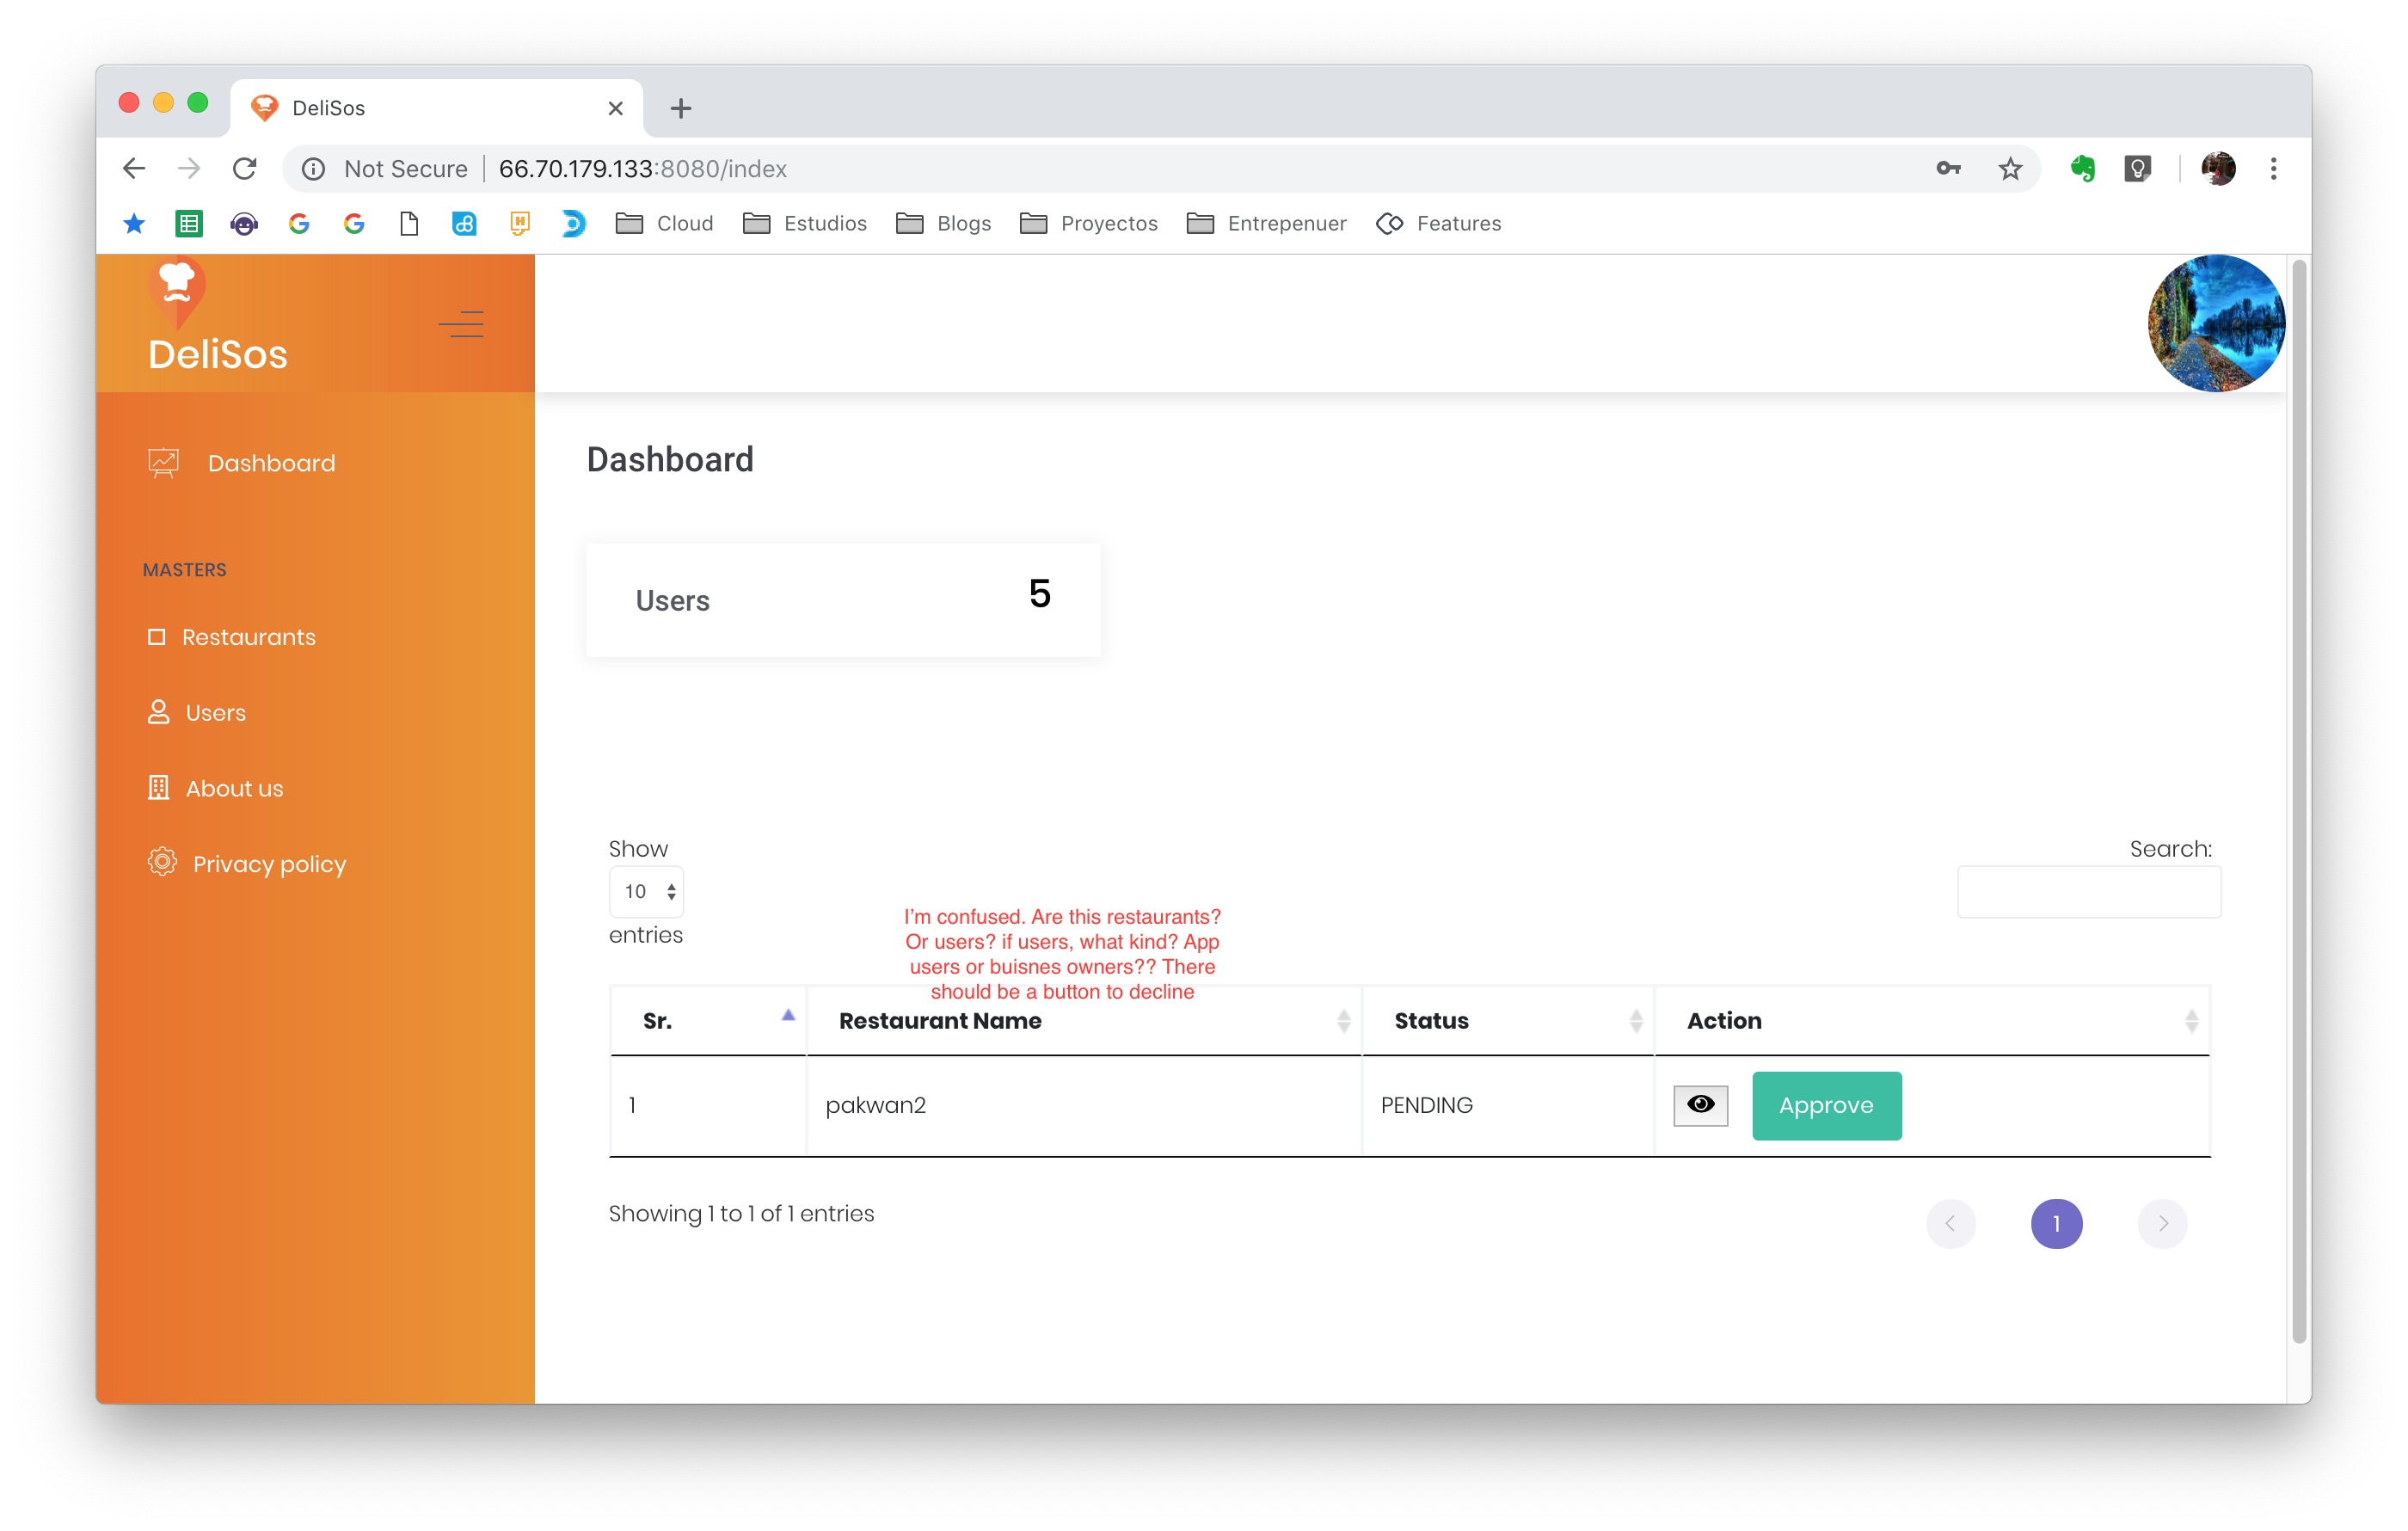 DeliSos
Not Secure 66.70.179.133:8080/index
Cloud Estudios Blogs Proyectos Entrepenuer Features
DeliSos
Dashboard
MASTERS
Restaurants
Users
About us
Privacy policy
Dashboard
Users 5
Show
10
entries
Search:
I'm confused. Are this restaurants?
Or users? if users, what kind? App
users or buisnes owners?? There
should be a button to decline
Sr. Restaurant Name Status Action
1 pakwan2 PENDING Approve
Showing 1 to 1 of 1 entries
1